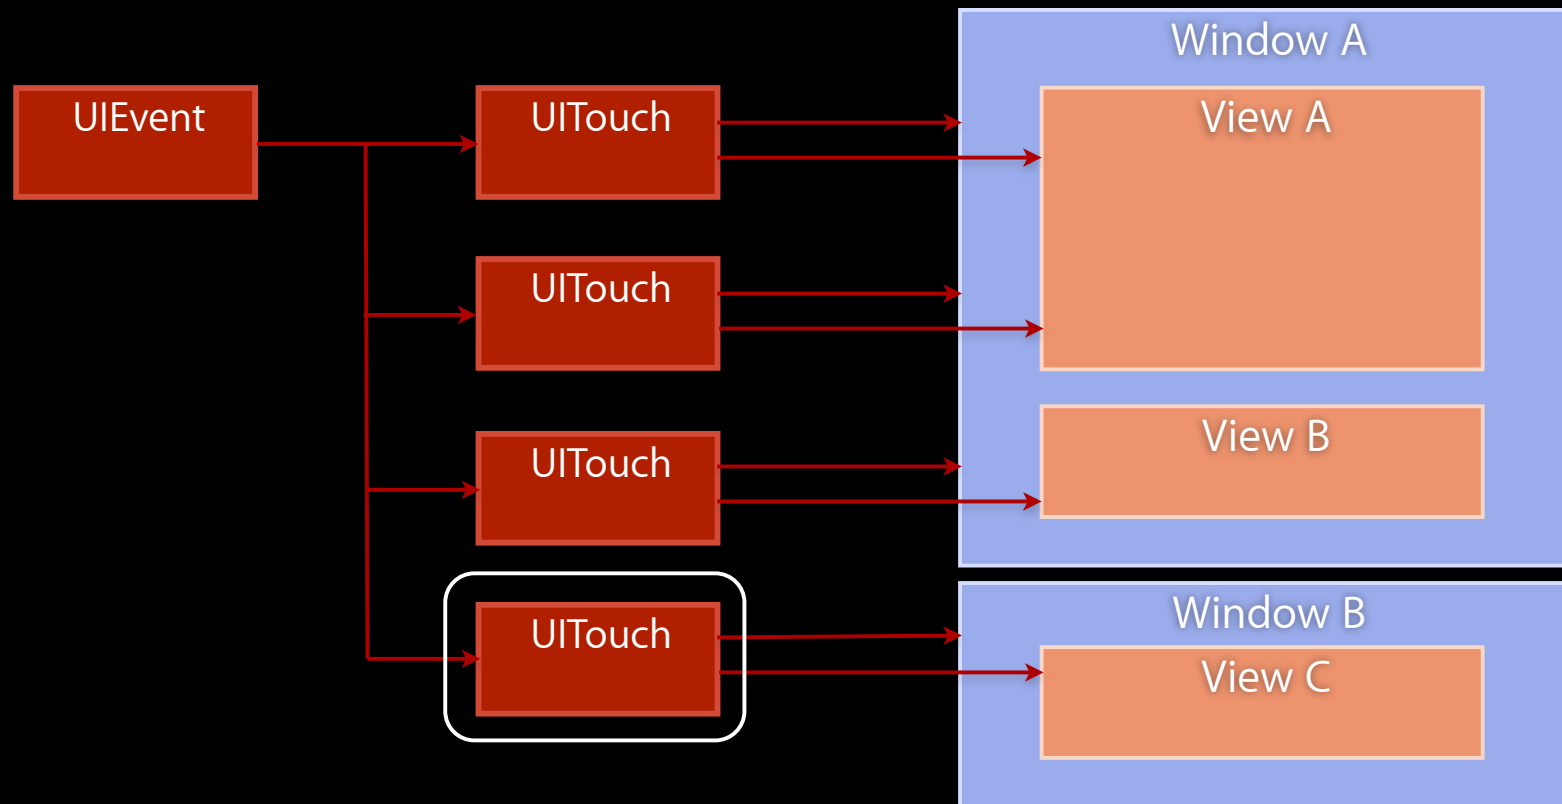 UIEvent
UITouch
UITouch
UITouch
UITouch
Window A
View A
View B
Window B
View C